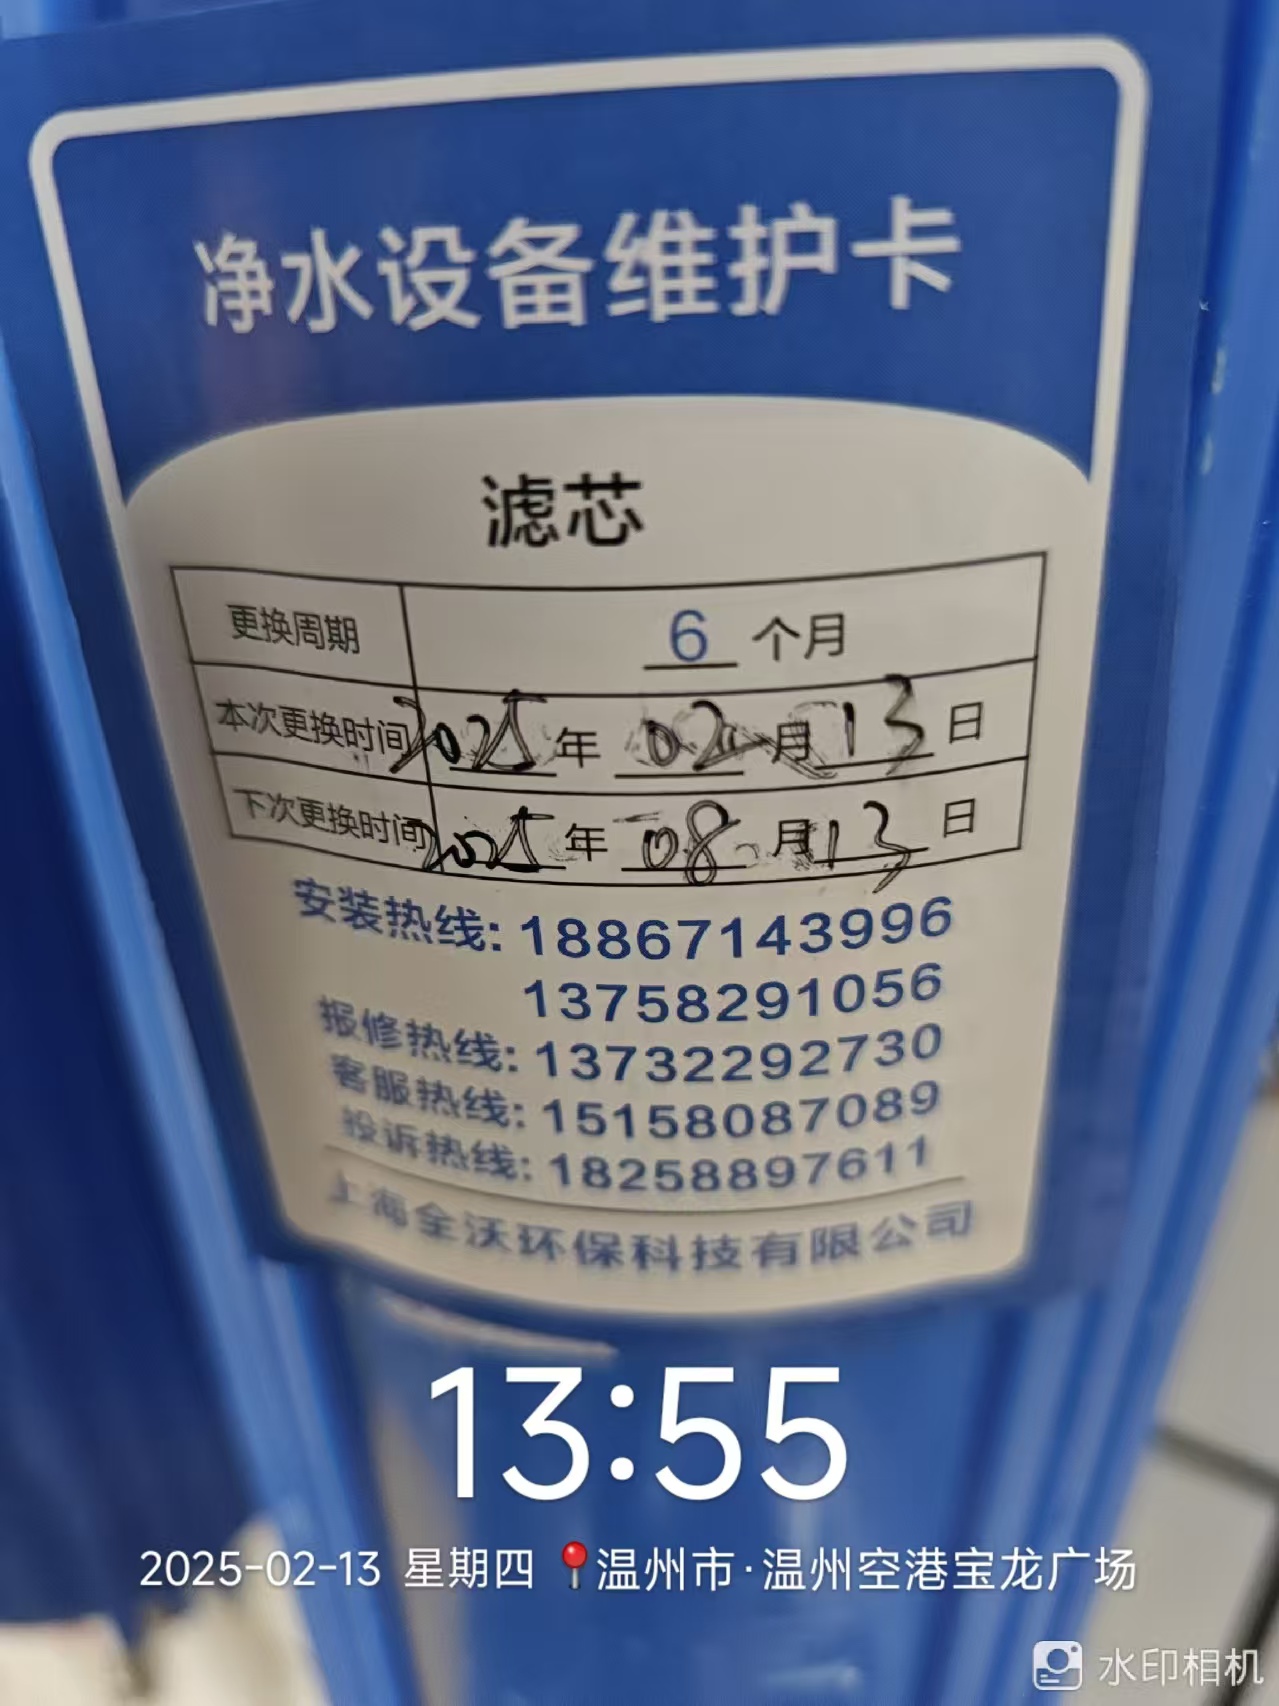 净水设备维护卡
滤芯
更换周期 6 个月
本次更换时间 2025 年 02 月 13 日
下次更换时间 2025 年 08 月 13 日
安装热线: 18867143996
13758291056
报修热线: 13732292730
客服热线: 15158087089
投诉热线: 18258897611
上海全沃环保科技有限公司
13:55
2025-02-13 星期四 温州市·温州空港宝龙广场
水印相机